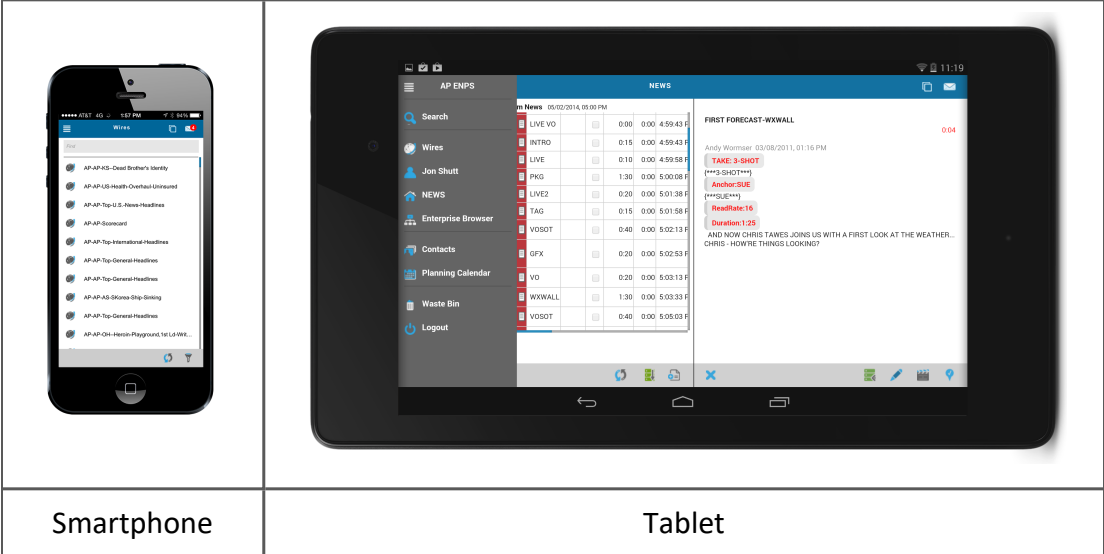 AT&T 4G 1:57 PM 94%
Wires
4
Find
AP-AP-KS--Dead Brother's Identity
AP-AP-US-Health-Overhaul-Uninsured
AP-AP-Top-U.S.-News-Headlines
AP-AP-Scorecard
AP-AP-Top-International-Headlines
AP-AP-Top-General-Headlines
AP-AP-Top-General-Headlines
AP-AP-AS-SKorea-Ship-Sinking
AP-AP-Top-General-Headlines
AP-AP-OH--Heroin-Playground,1st Ld-Writ...
Smartphone
11:19
AP ENPS
Search
Wires
Jon Shutt
NEWS
Enterprise Browser
Contacts
Planning Calendar
Waste Bin
Logout
NEWS
m News 05/02/2014, 05:00 PM
LIVE VO 0:00 0:00 4:59:43 F
INTRO 0:15 0:00 4:59:43 F
LIVE 0:10 0:00 4:59:58 F
PKG 1:30 0:00 5:00:08 F
LIVE2 0:20 0:00 5:01:38 F
TAG 0:15 0:00 5:01:58 F
VOSOT 0:40 0:00 5:02:13 F
GFX 0:20 0:00 5:02:53 F
VO 0:20 0:00 5:03:13 F
WXWALL 1:30 0:00 5:03:33 F
VOSOT 0:40 0:00 5:05:03 F
FIRST FORECAST-WXWALL
0:04
Andy Wormser 03/08/2011, 01:16 PM
TAKE: 3-SHOT
{***3-SHOT***}
Anchor:SUE
{***SUE***}
ReadRate:16
Duration:1:25
AND NOW CHRIS TAWES JOINS US WITH A FIRST LOOK AT THE WEATHER...
CHRIS - HOW'RE THINGS LOOKING?
Tablet